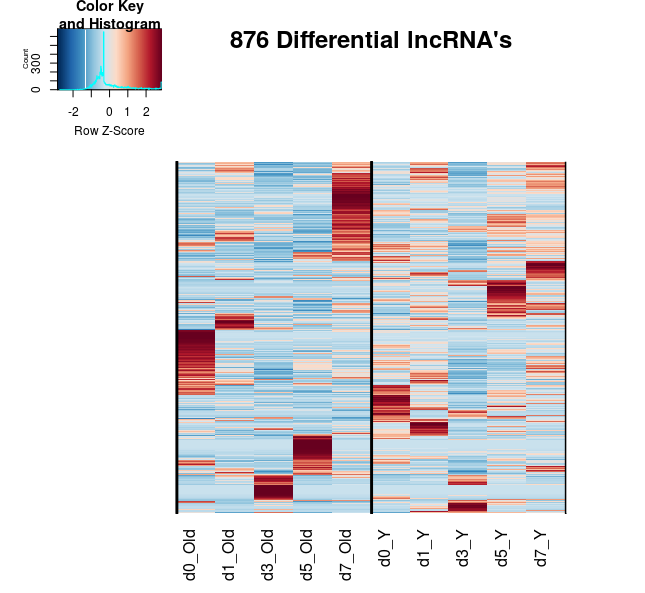 Color Key
and Histogram
876 Differential lncRNA's
Count
0 300
-2 0 1 2
Row Z-Score
d0_Old d1_Old d3_Old d5_Old d7_Old d0_Y d1_Y d3_Y d5_Y d7_Y